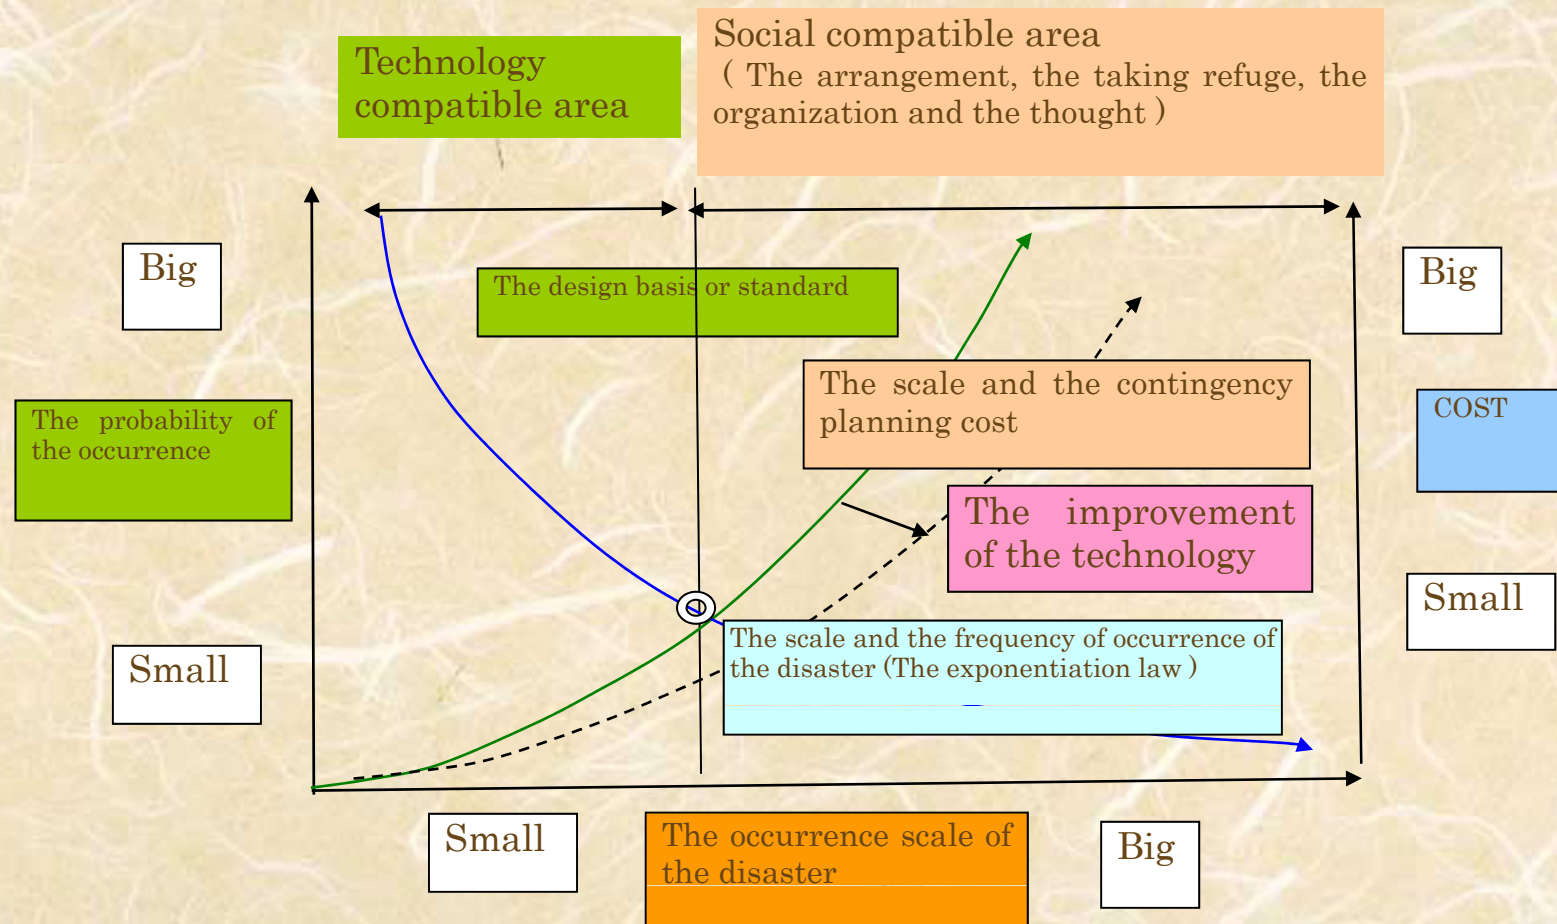 Technology
compatible area
Social compatible area
( The arrangement, the taking refuge, the
organization and the thought )
Big
The design basis or standard
Big
The scale and the contingency
planning cost
The probability of
the occurrence
COST
The improvement
of the technology
Small
The scale and the frequency of occurrence of
the disaster (The exponentiation law )
Small
Small
The occurrence scale of
the disaster
Big